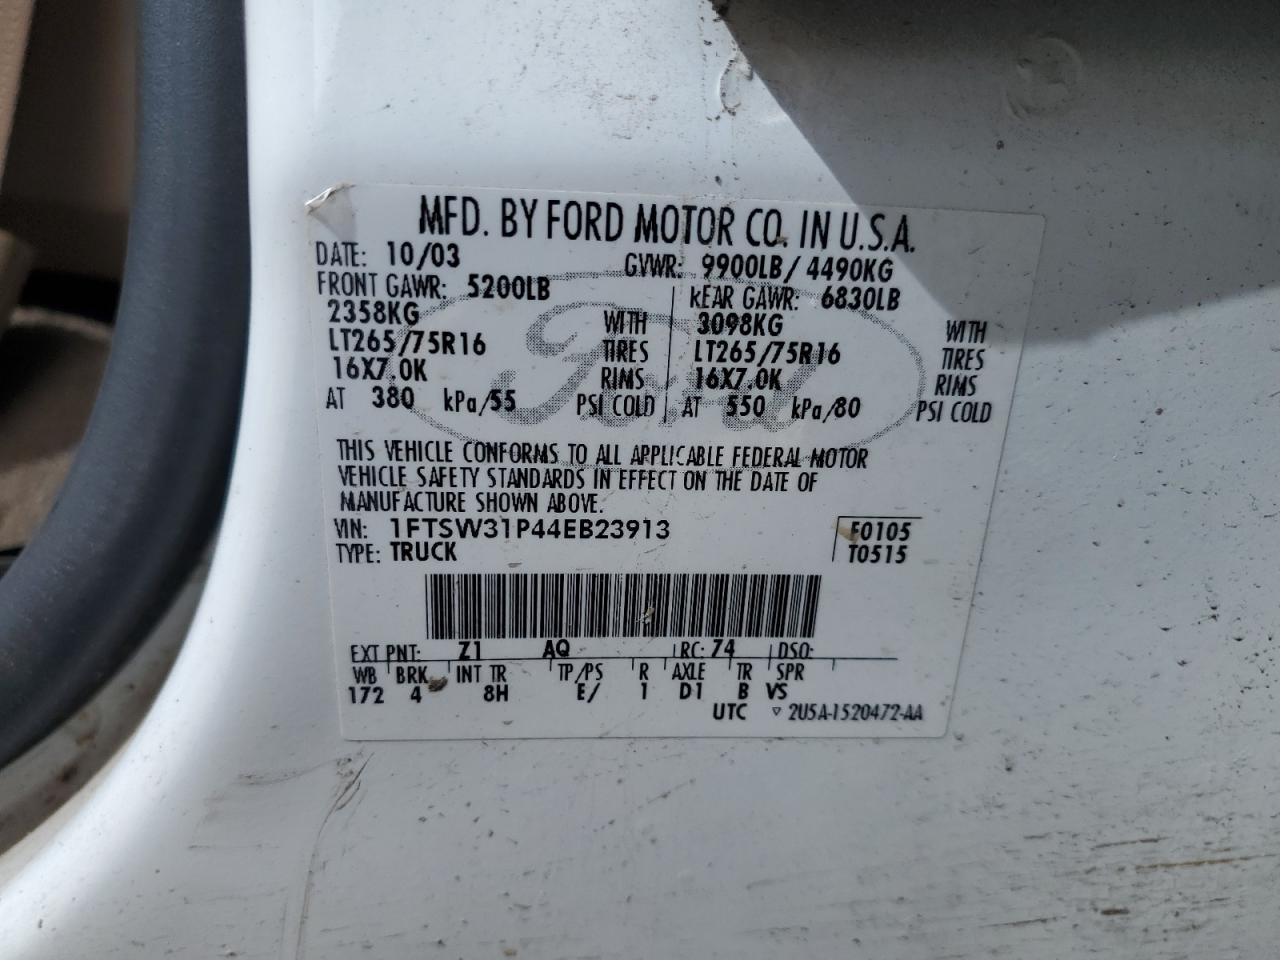 MFD. BY FORD MOTOR CO. IN U.S.A.
DATE: 10/03 GVWR: 9900LB/ 4490KG
FRONT GAWR: 5200LB REAR GAWR: 6830LB
2358KG WITH 3098KG WITH
LT265/75R16 TIRES LT265/75R16 TIRES
16X7.0K RIMS 16X7.0K RIMS
AT 380 kPa/55 PSI COLD AT 550 kPa/80 PSI COLD
Ford
THIS VEHICLE CONFORMS TO ALL APPLICABLE FEDERAL MOTOR
VEHICLE SAFETY STANDARDS IN EFFECT ON THE DATE OF
MANUFACTURE SHOWN ABOVE.
VIN: 1FTSW31P44EB23913 F0105
TYPE: TRUCK T0515
EXT PNT: Z1 AQ RC: 74 DSO:
WB BRK INT TR TP/PS R AXLE TR SPR
172 4 8H E/ 1 D1 B VS
UTC ▿ 2U5A-1520472-AA